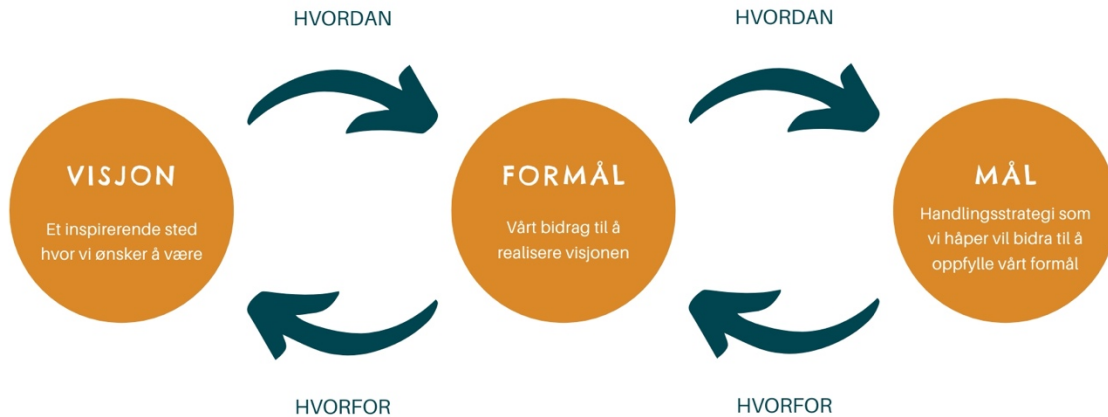 HVORDAN
HVORDAN
VISJON
Et inspirerende sted
hvor vi ønsker å være
FORMÅL
Vårt bidrag til å
realisere visjonen
MÅL
Handlingsstrategi som
vi håper vil bidra til å
oppfylle vårt formål
HVORFOR
HVORFOR